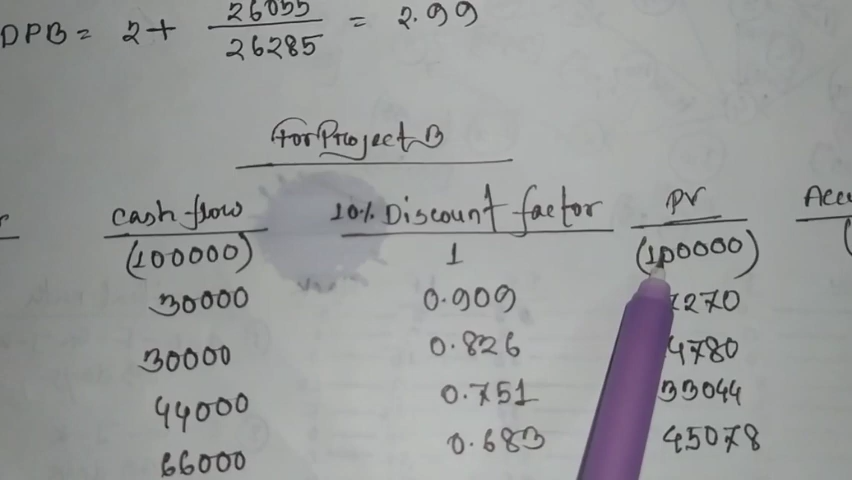 DPB = 2 + 26055/26285 = 2.99
For Project B
cash flow 10% Discount factor PV
(100000) 1 (100000)
30000 0.909
30000 0.826
44000 0.751 33044
66000 0.683 45078